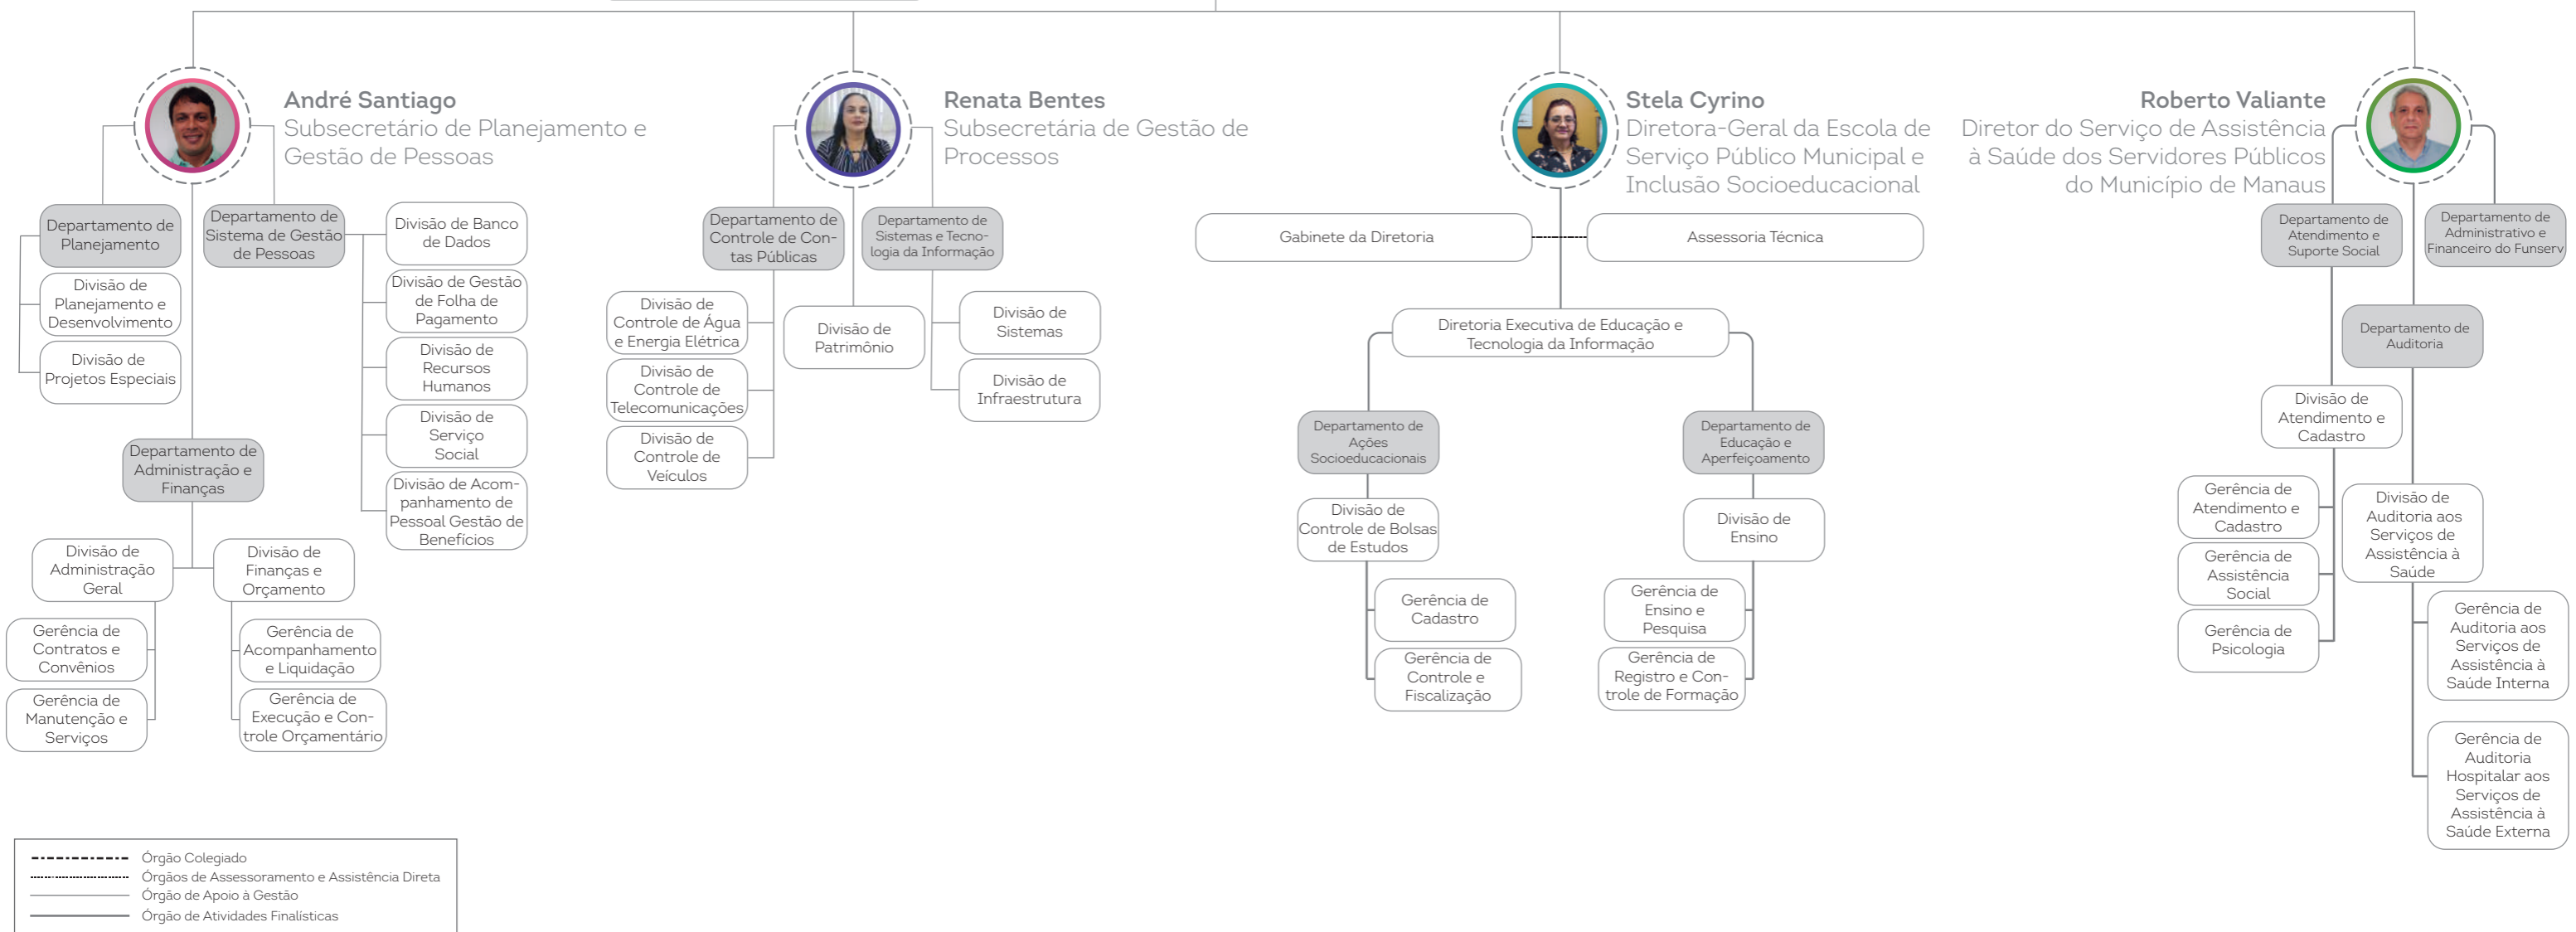 André Santiago
Subsecretário de Planejamento e
Gestão de Pessoas
Departamento de
Planejamento
Divisão de
Planejamento e
Desenvolvimento
Divisão de
Projetos Especiais
Departamento de
Sistema de Gestão
de Pessoas
Divisão de Banco
de Dados
Divisão de Gestão
de Folha de
Pagamento
Divisão de
Recursos
Humanos
Divisão de
Serviço
Social
Divisão de Acom-
panhamento de
Pessoal Gestão de
Benefícios
Departamento de
Administração e
Finanças
Divisão de
Administração
Geral
Gerência de
Contratos e
Convênios
Gerência de
Manutenção e
Serviços
Divisão de
Finanças e
Orçamento
Gerência de
Acompanhamento
e Liquidação
Gerência de
Execução e Con-
trole Orçamentário
Renata Bentes
Subsecretária de Gestão de
Processos
Departamento de
Controle de Con-
tas Públicas
Divisão de
Controle de Água
e Energia Elétrica
Divisão de
Controle de
Telecomunicações
Divisão de
Controle de
Veículos
Divisão de
Patrimônio
Departamento de
Sistemas e Tecno-
logia da Informação
Divisão de
Sistemas
Divisão de
Infraestrutura
Stela Cyrino
Diretora-Geral da Escola de
Serviço Público Municipal e
Inclusão Socioeducacional
Gabinete da Diretoria
Assessoria Técnica
Diretoria Executiva de Educação e
Tecnologia da Informação
Departamento de
Ações
Socioeducacionais
Divisão de
Controle de Bolsas
de Estudos
Gerência de
Cadastro
Gerência de
Controle e
Fiscalização
Departamento de
Educação e
Aperfeiçoamento
Divisão de
Ensino
Gerência de
Ensino e
Pesquisa
Gerência de
Registro e Con-
trole de Formação
Roberto Valiante
Diretor do Serviço de Assistência
à Saúde dos Servidores Públicos
do Município de Manaus
Departamento de
Atendimento e
Suporte Social
Departamento de
Administrativo e
Financeiro do Funserv
Departamento de
Auditoria
Divisão de
Atendimento e
Cadastro
Gerência de
Atendimento e
Cadastro
Gerência de
Assistência
Social
Gerência de
Psicologia
Divisão de
Auditoria aos
Serviços de
Assistência à
Saúde
Gerência de
Auditoria aos
Serviços de
Assistência à
Saúde Interna
Gerência de
Auditoria
Hospitalar aos
Serviços de
Assistência à
Saúde Externa
Órgão Colegiado
Órgãos de Assessoramento e Assistência Direta
Órgão de Apoio à Gestão
Órgão de Atividades Finalísticas